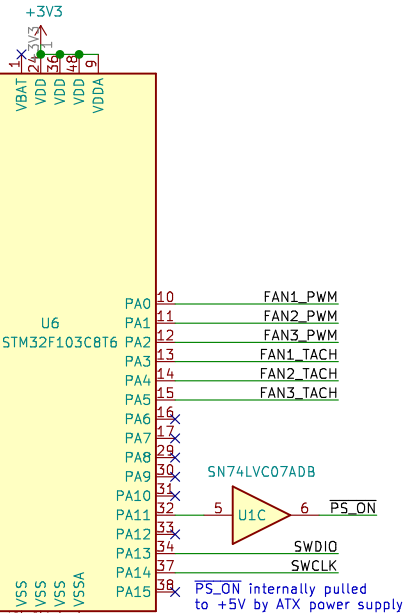 +3V3
3V3
1
1
24
36
48
9
VBAT
VDD
VDD
VDD
VDDA
PA0 10 FAN1_PWM
PA1 11 FAN2_PWM
U6
STM32F103C8T6
PA2 12 FAN3_PWM
PA3 13 FAN1_TACH
PA4 14 FAN2_TACH
PA5 15 FAN3_TACH
PA6 16
PA7 17
PA8 29
PA9 30
SN74LVC07ADB
PA10 31
PA11 32 5 U1C 6 PS_ON
PA12 33
PA13 34 SWDIO
PA14 37 SWCLK
PA15 38
VSS
VSS
VSS
VSSA
PS_ON internally pulled
to +5V by ATX power supply